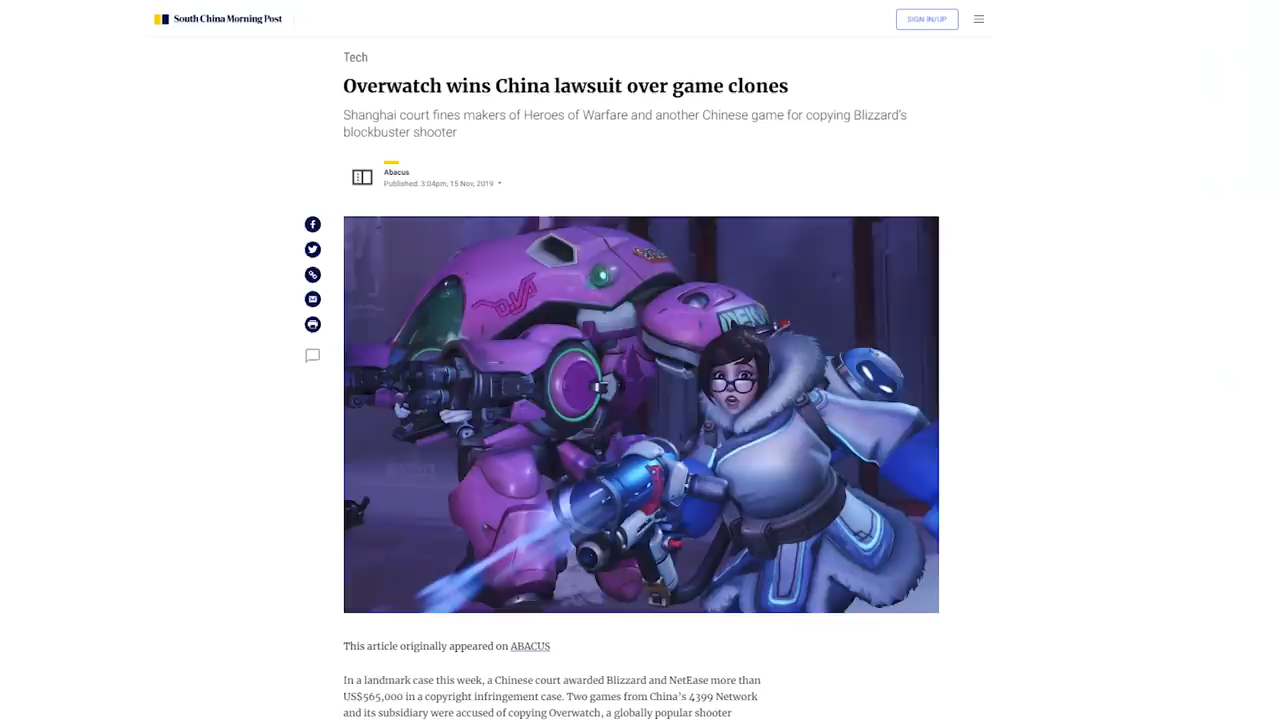 South China Morning Post
SIGN IN/UP
Tech
Overwatch wins China lawsuit over game clones
Shanghai court fines makers of Heroes of Warfare and another Chinese game for copying Blizzard's
blockbuster shooter
Abacus
Published: 3:04pm, 15 Nov, 2019
D.VA
MEKA
This article originally appeared on ABACUS
In a landmark case this week, a Chinese court awarded Blizzard and NetEase more than
US$565,000 in a copyright infringement case. Two games from China's 4399 Network
and its subsidiary were accused of copying Overwatch, a globally popular shooter